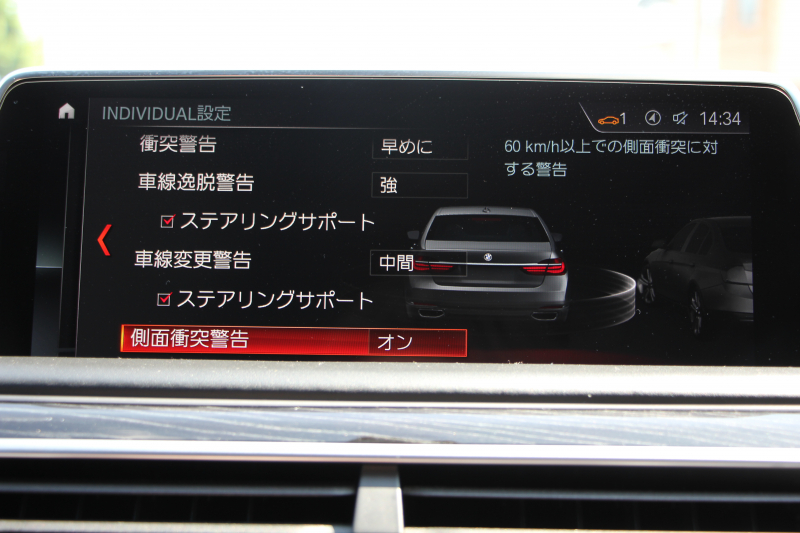 INDIVIDUAL設定
1 14:34
衝突警告 早めに
車線逸脱警告 強
ステアリングサポート
車線変更警告 中間
ステアリングサポート
側面衝突警告 オン
60 km/h以上での側面衝突に対
する警告